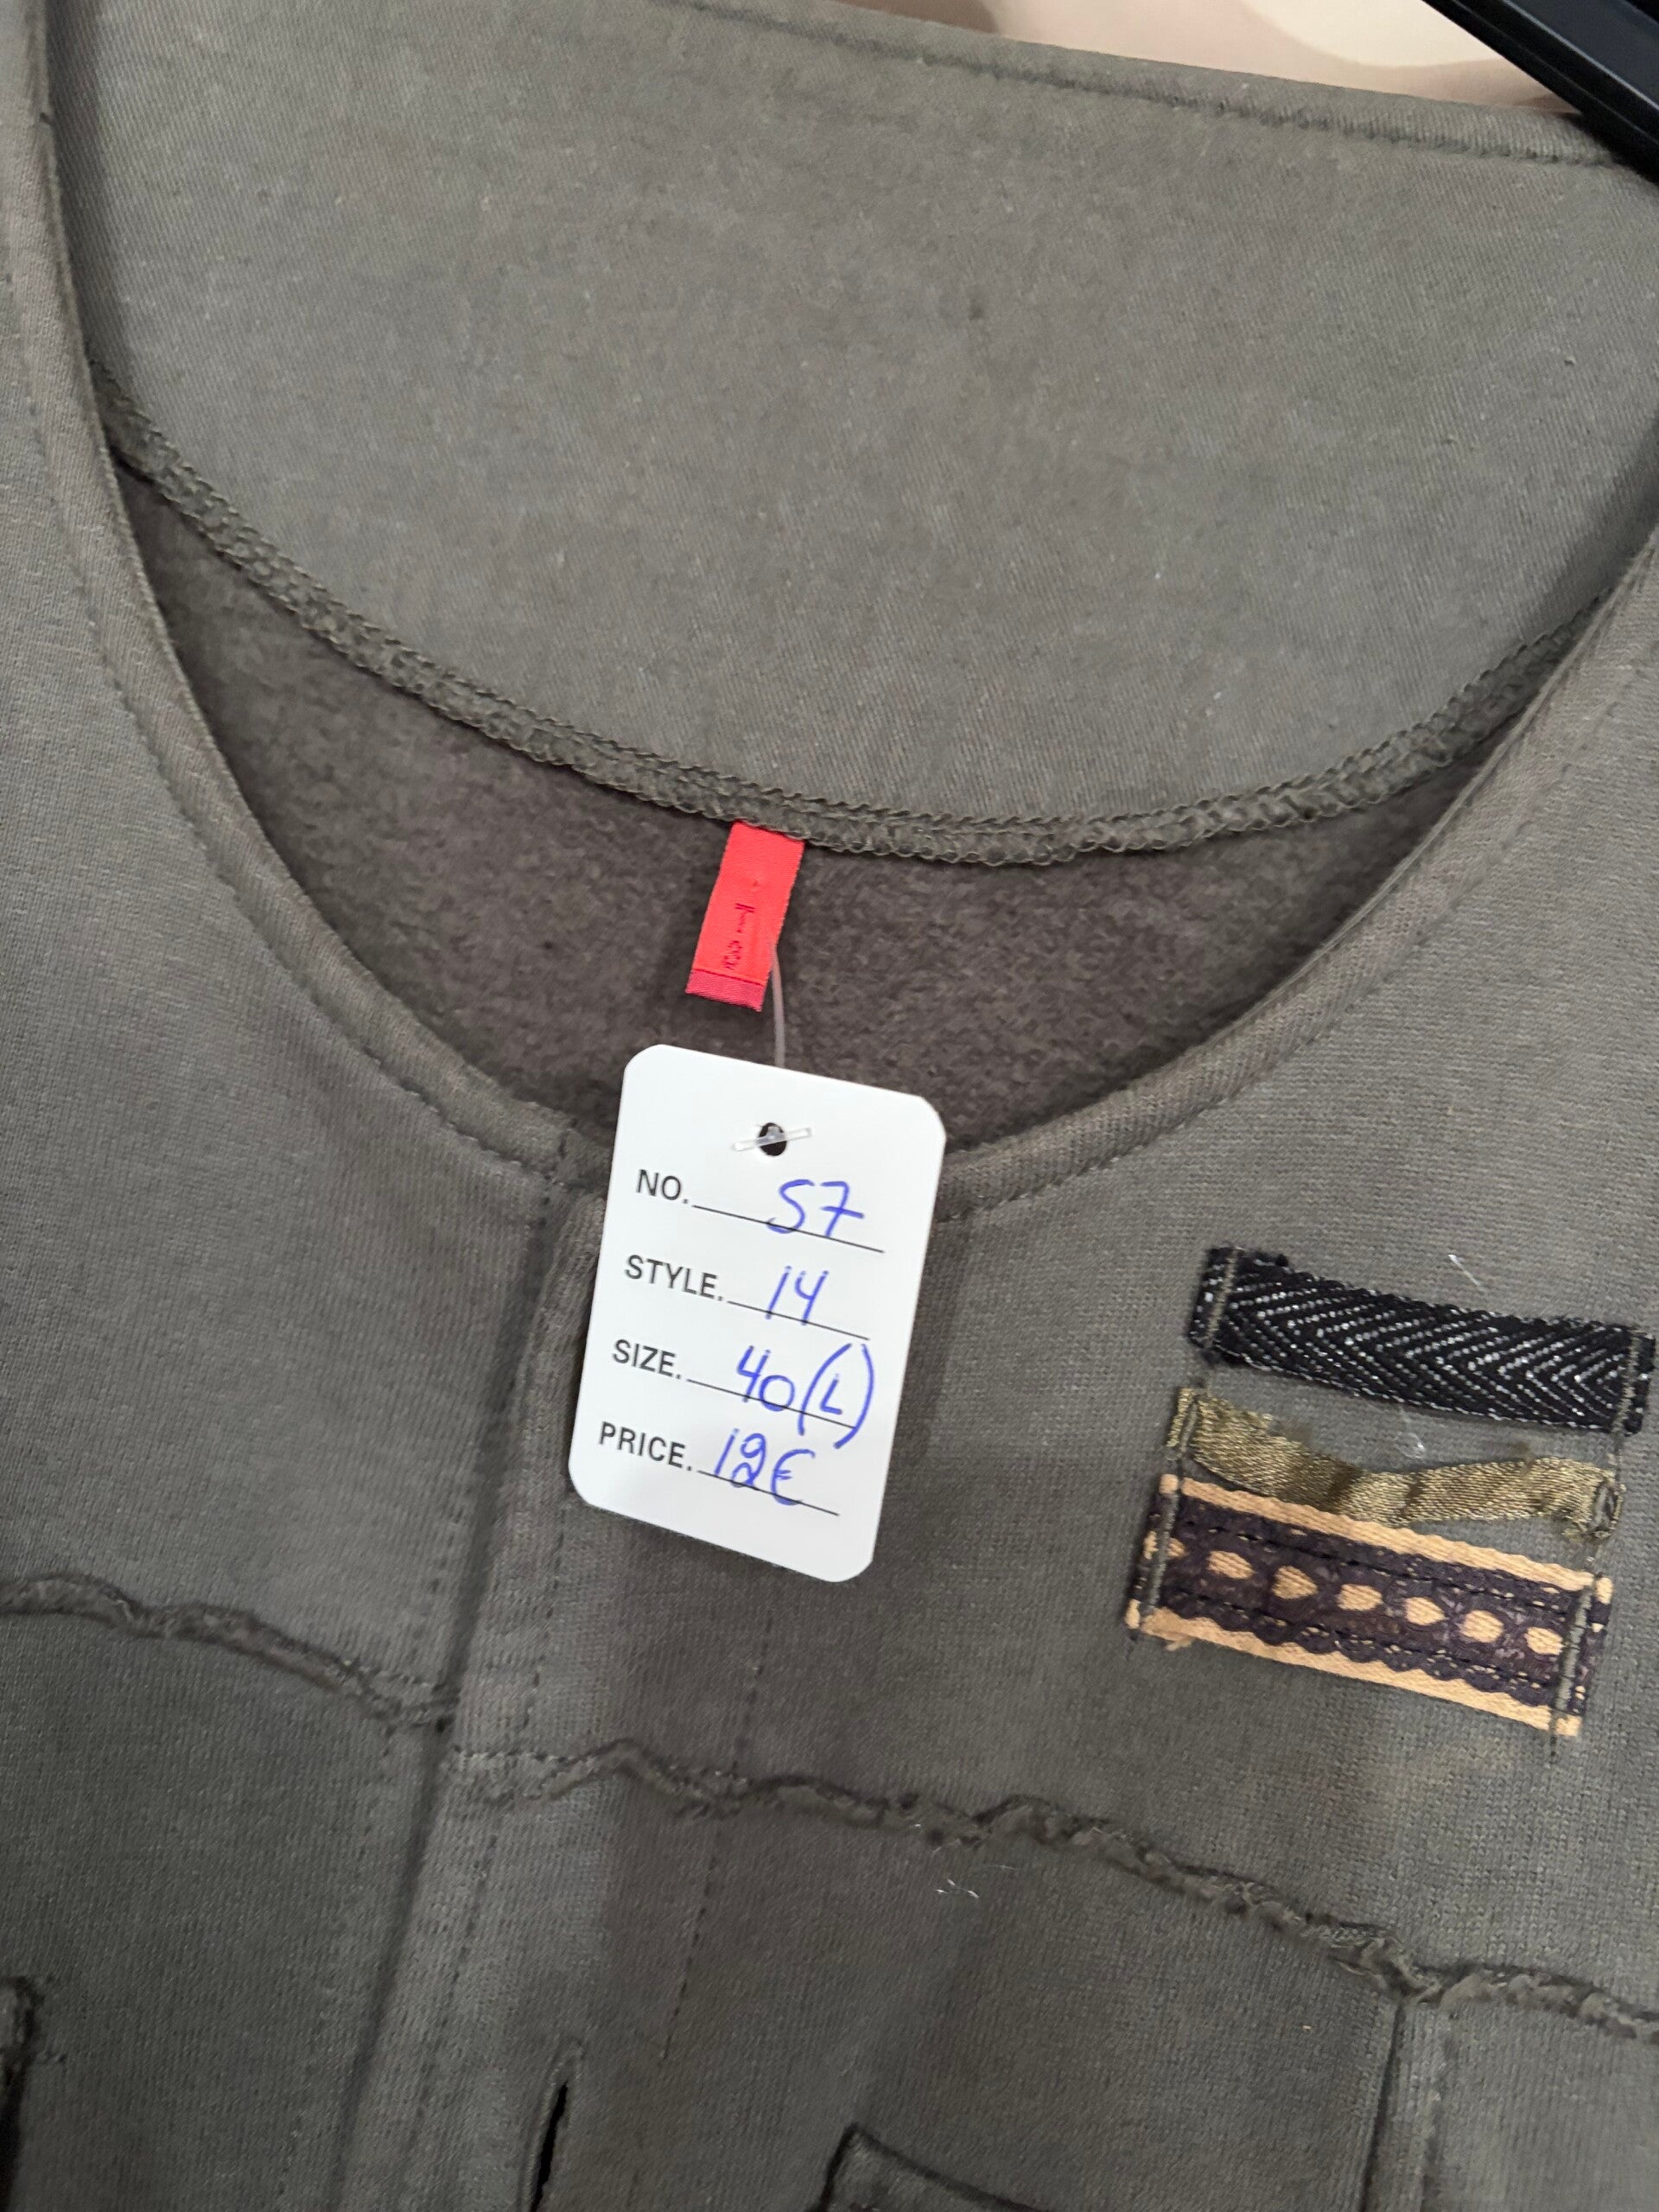 NO. 57
STYLE. 14
SIZE. 40(L)
PRICE. 12€